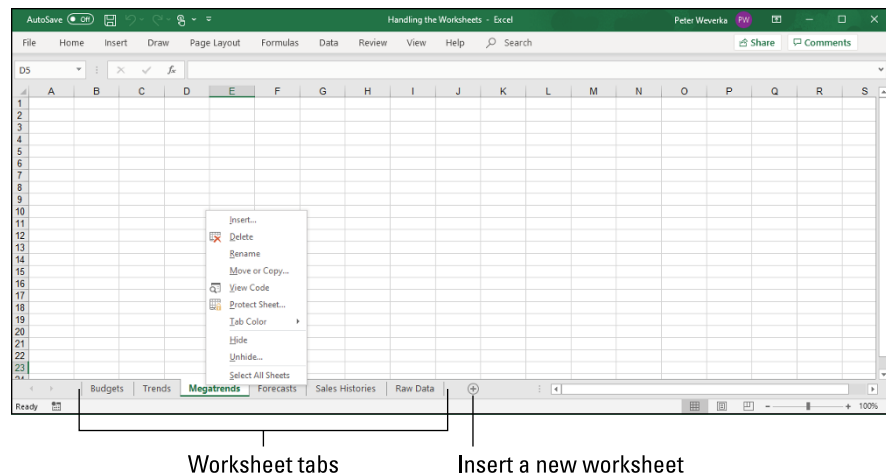 AutoSave Off Handling the Worksheets - Excel Peter Weverka PW
File Home Insert Draw Page Layout Formulas Data Review View Help Search Share Comments
D5 fx
A B C D E F G H I J K L M N O P Q R S
1
2
3
4
5
6
7
8
9
10
11
12
13
14
15
16
17
18
19
20
21
22
23
24
Insert...
Delete
Rename
Move or Copy...
View Code
Protect Sheet...
Tab Color
Hide
Unhide...
Select All Sheets
Budgets Trends Megatrends Forecasts Sales Histories Raw Data
Ready 100%
Worksheet tabs Insert a new worksheet